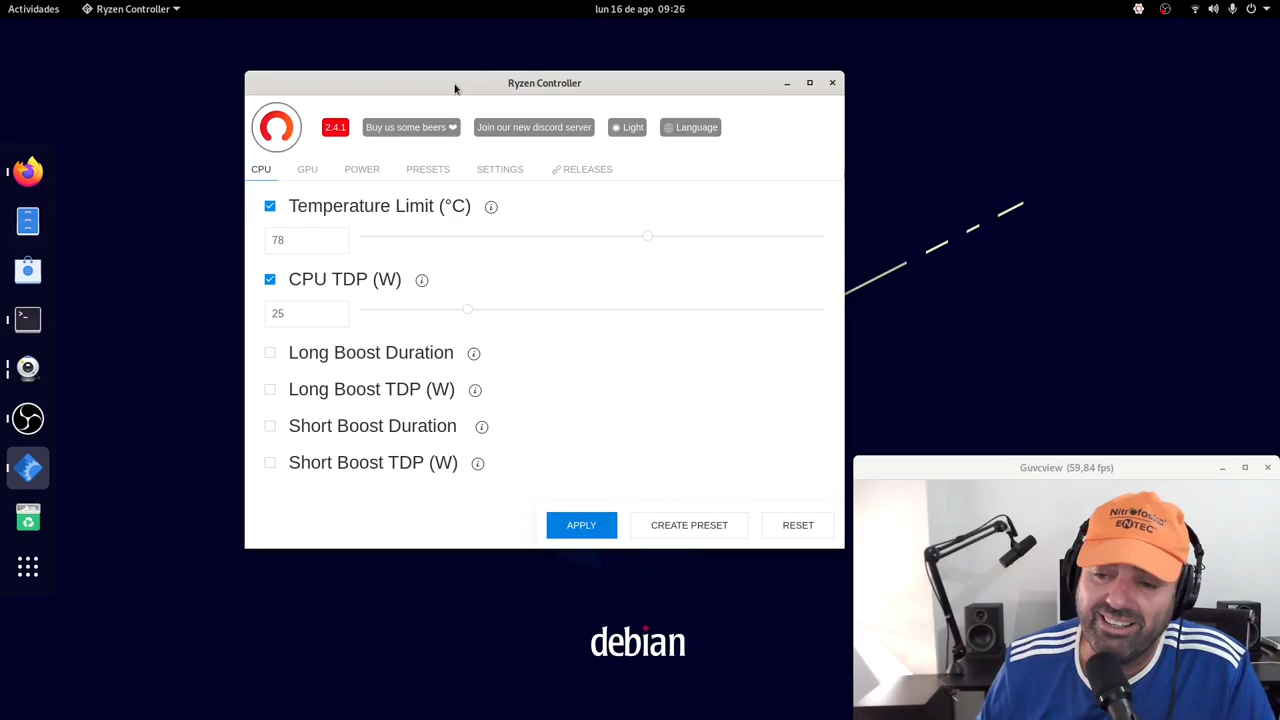 Actividades
Ryzen Controller
lun 16 de ago 09:26
Ryzen Controller
2.4.1
Buy us some beers ❤
Join our new discord server
Light
Language
CPU
GPU
POWER
PRESETS
SETTINGS
RELEASES
Temperature Limit (°C)
78
CPU TDP (W)
25
Long Boost Duration
Long Boost TDP (W)
Short Boost Duration
Short Boost TDP (W)
APPLY
CREATE PRESET
RESET
Guvcview (59,84 fps)
Nitrofoska
ENTEC
debian